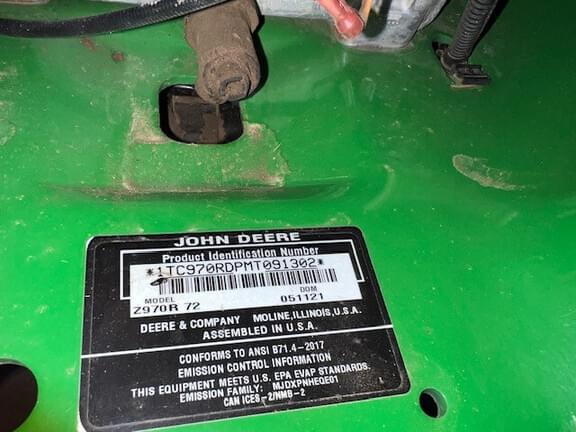 JOHN DEERE
Product Identification Number
*1TC970RDPMT091302*
MODEL DOM
Z970R 72 051121
DEERE & COMPANY MOLINE, ILLINOIS, U.S.A.
ASSEMBLED IN U.S.A.
CONFORMS TO ANSI B71.4-2017
EMISSION CONTROL INFORMATION
THIS EQUIPMENT MEETS U.S. EPA EVAP STANDARDS.
EMISSION FAMILY: MJDXPNHEQE01
CAN ICES-2/NMB-2